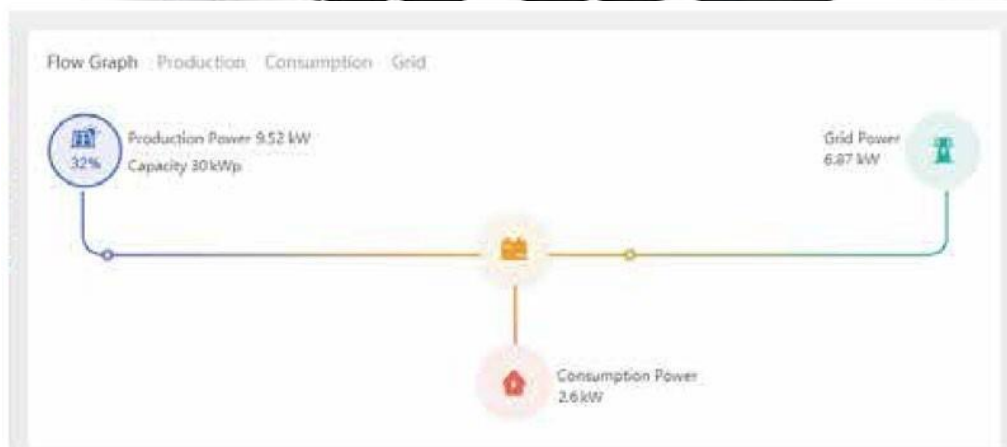 Flow Graph Production Consumption Grid
Production Power 9.52 kW
Capacity 30 kWp
32%
Grid Power
6.87 kW
Consumption Power
2.6 kW